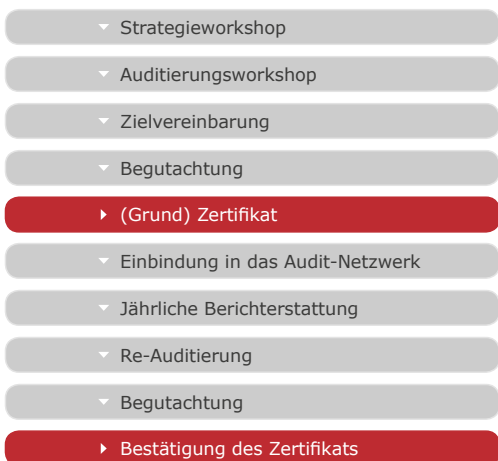 Strategieworkshop
Auditierungsworkshop
Zielvereinbarung
Begutachtung
(Grund) Zertifikat
Einbindung in das Audit-Netzwerk
Jährliche Berichterstattung
Re-Auditierung
Begutachtung
Bestätigung des Zertifikats